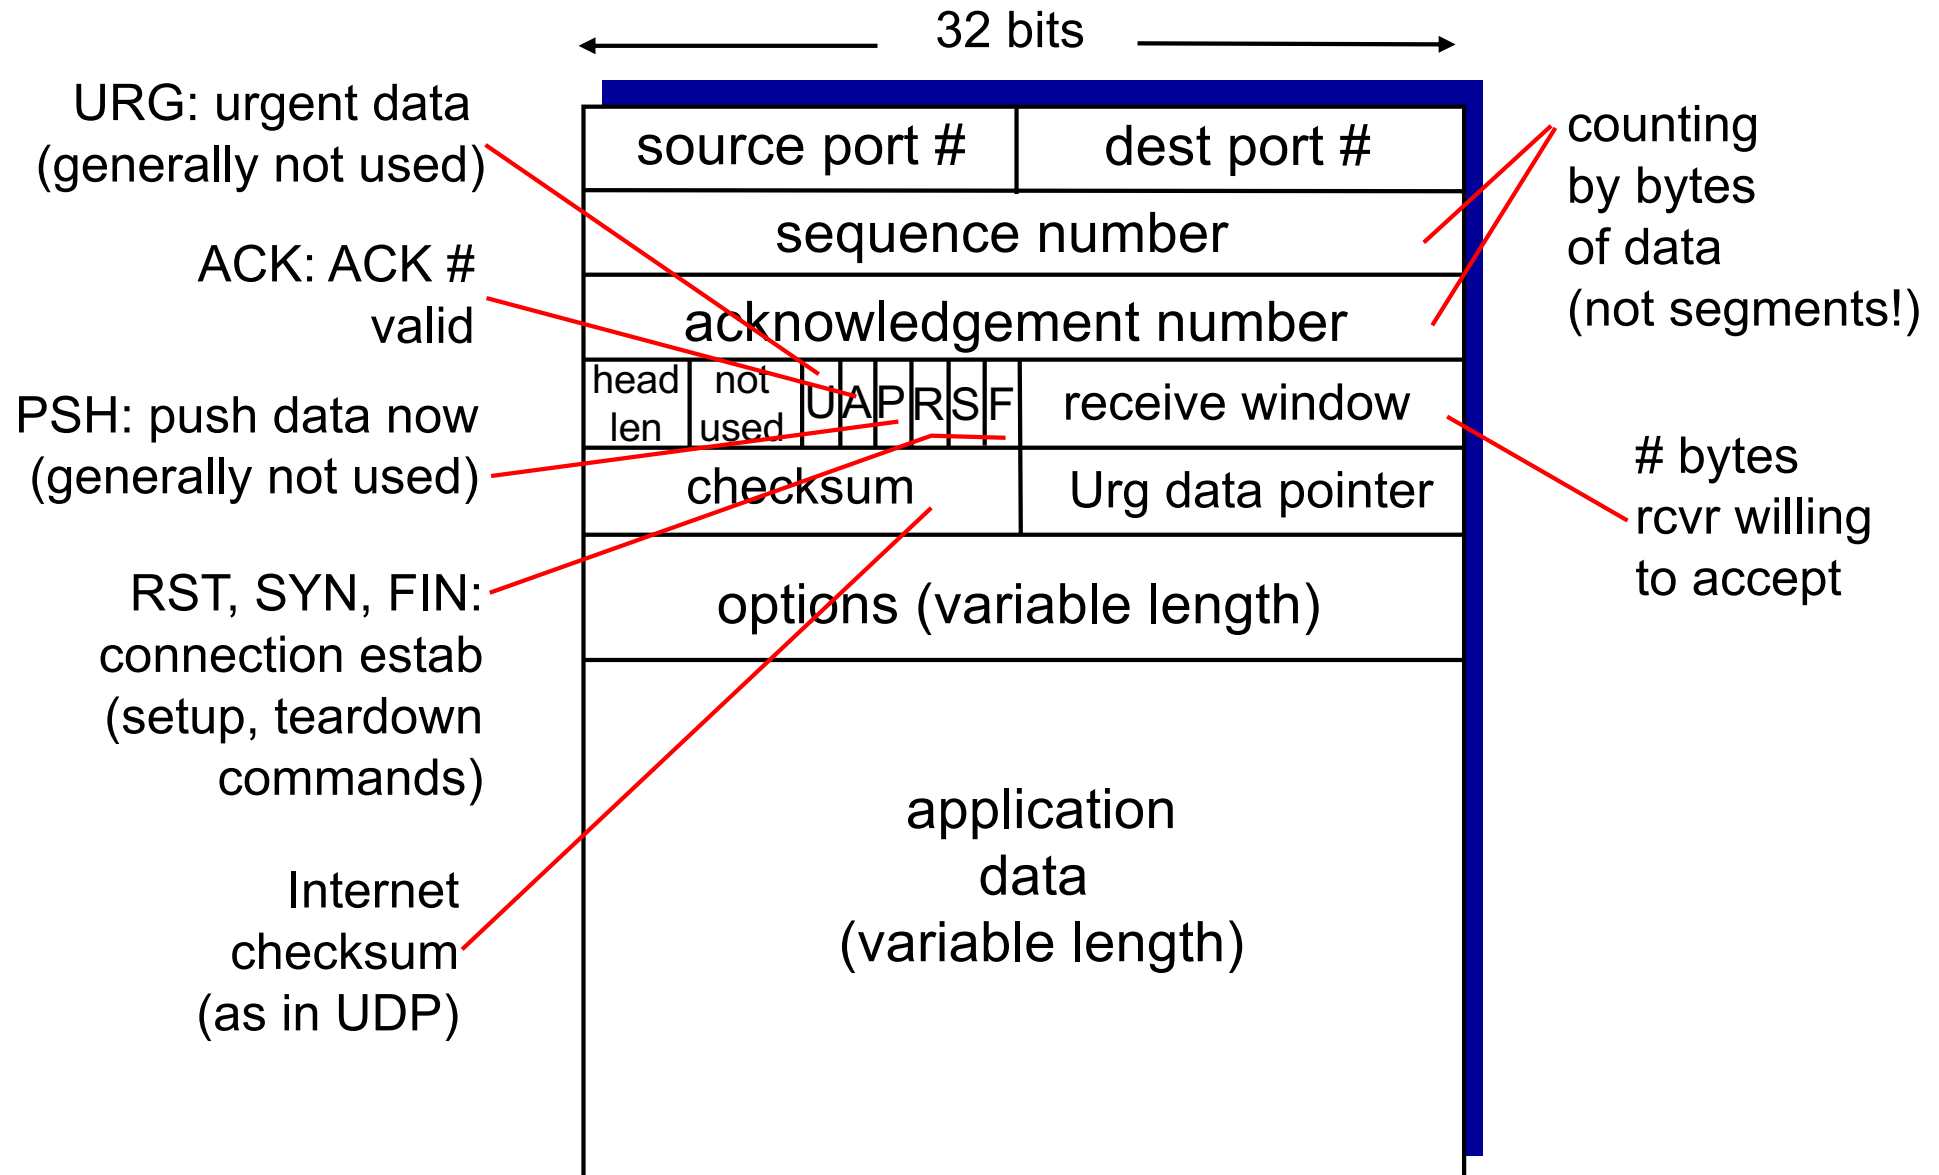 32 bits
URG: urgent data
(generally not used)
ACK: ACK #
valid
PSH: push data now
(generally not used)
RST, SYN, FIN:
connection estab
(setup, teardown
commands)
Internet
checksum
(as in UDP)
source port #
dest port #
sequence number
acknowledgement number
head
len
not
used
U
A
P
R
S
F
receive window
checksum
Urg data pointer
options (variable length)
application
data
(variable length)
counting
by bytes
of data
(not segments!)
# bytes
rcvr willing
to accept